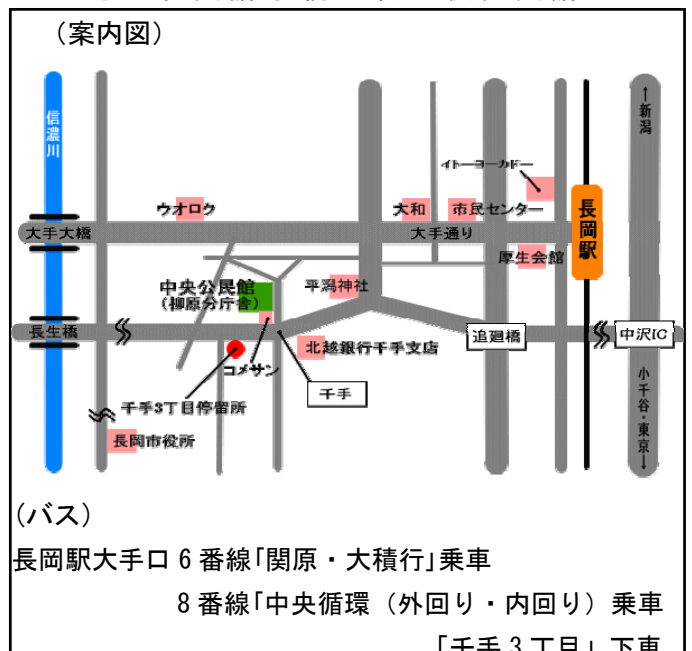 (案内図)
↑新潟
信濃川
イトーヨーカドー
ウオロク
大和
市民センター
長岡駅
大手大橋
大手通り
厚生会館
中央公民館
(柳原分庁舎)
平潟神社
長生橋
追廻橋
中沢IC
北越銀行千手支店
コメサン
千手
千手3丁目停留所
小千谷・東京↓
長岡市役所
(バス)
長岡駅大手口6番線「関原・大積行」乗車
8番線「中央循環(外回り・内回り)乗車
「千手3丁目」下車